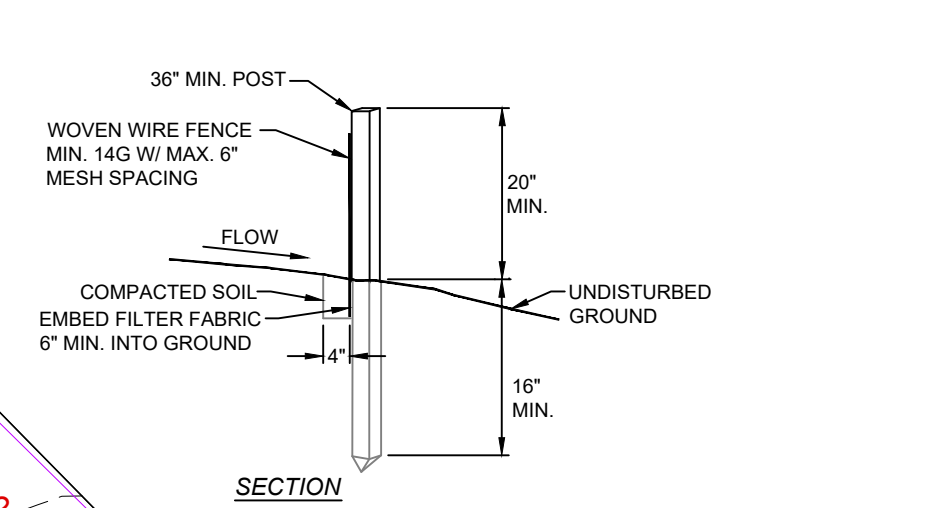 36" MIN. POST
WOVEN WIRE FENCE
MIN. 14G W/ MAX. 6"
MESH SPACING
20"
MIN.
FLOW
COMPACTED SOIL
EMBED FILTER FABRIC
6" MIN. INTO GROUND
UNDISTURBED
GROUND
4"
16"
MIN.
SECTION